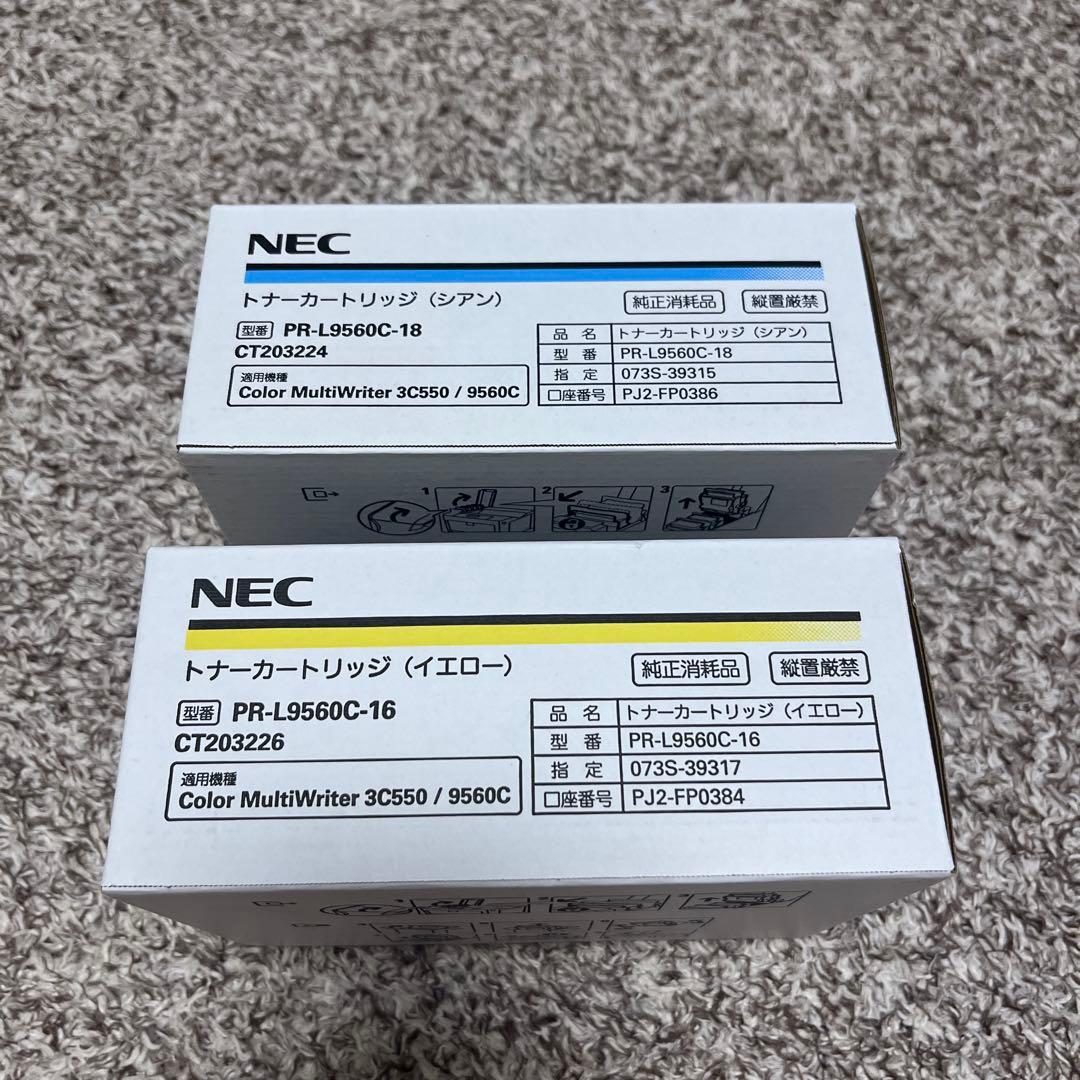 NEC
トナーカートリッジ（シアン）
純正消耗品 縦置厳禁
型番 PR-L9560C-18
CT203224
適用機種
Color MultiWriter 3C550 / 9560C
品 名 トナーカートリッジ（シアン）
型 番 PR-L9560C-18
指 定 073S-39315
口座番号 PJ2-FP0386
1 2 3
NEC
トナーカートリッジ（イエロー）
純正消耗品 縦置厳禁
型番 PR-L9560C-16
CT203226
適用機種
Color MultiWriter 3C550 / 9560C
品 名 トナーカートリッジ（イエロー）
型 番 PR-L9560C-16
指 定 073S-39317
口座番号 PJ2-FP0384